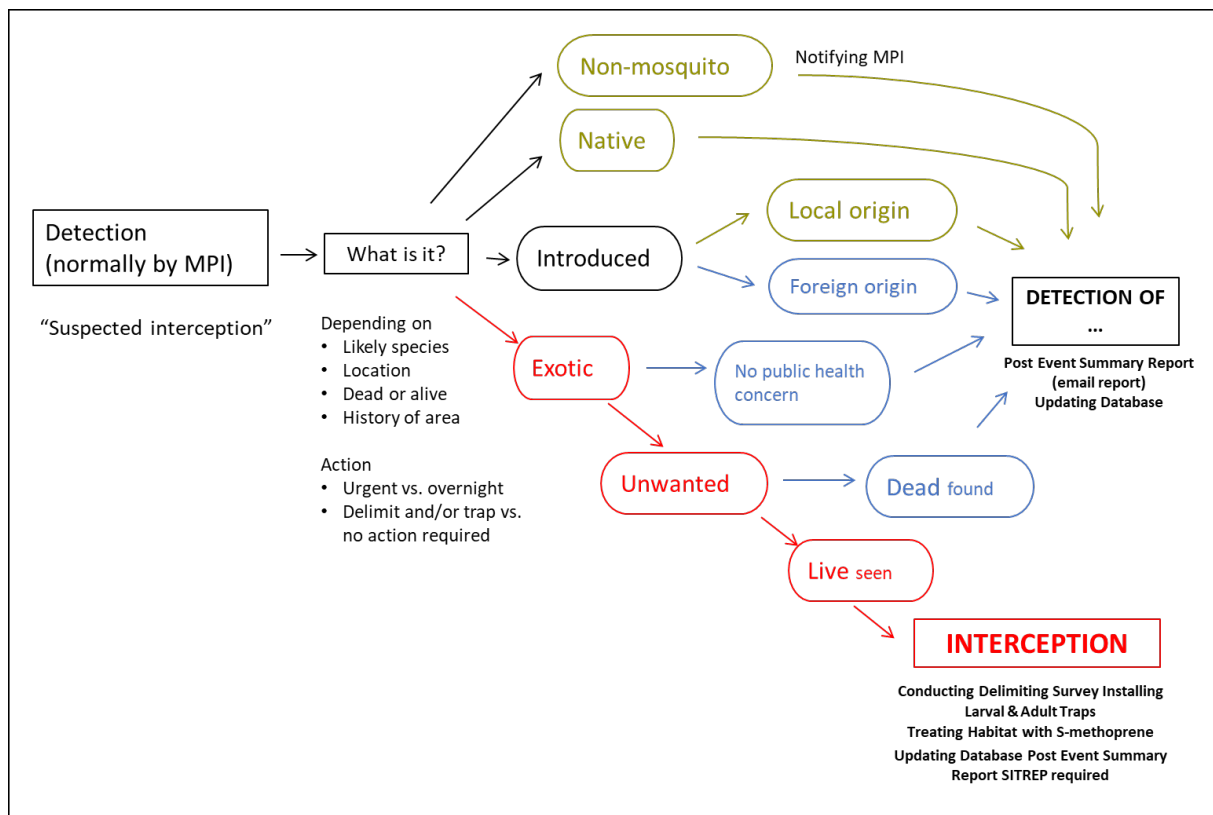 Non-mosquito
Notifying MPI
Native
Detection
(normally by MPI)
What is it?
Introduced
Local origin
Foreign origin
DETECTION OF
...
"Suspected interception"
Depending on
• Likely species
• Location
• Dead or alive
• History of area
Exotic
No public health
concern
Post Event Summary Report
(email report)
Updating Database
Action
• Urgent vs. overnight
• Delimit and/or trap vs.
no action required
Unwanted
Dead found
Live seen
INTERCEPTION
Conducting Delimiting Survey Installing
Larval & Adult Traps
Treating Habitat with S-methoprene
Updating Database Post Event Summary
Report SITREP required